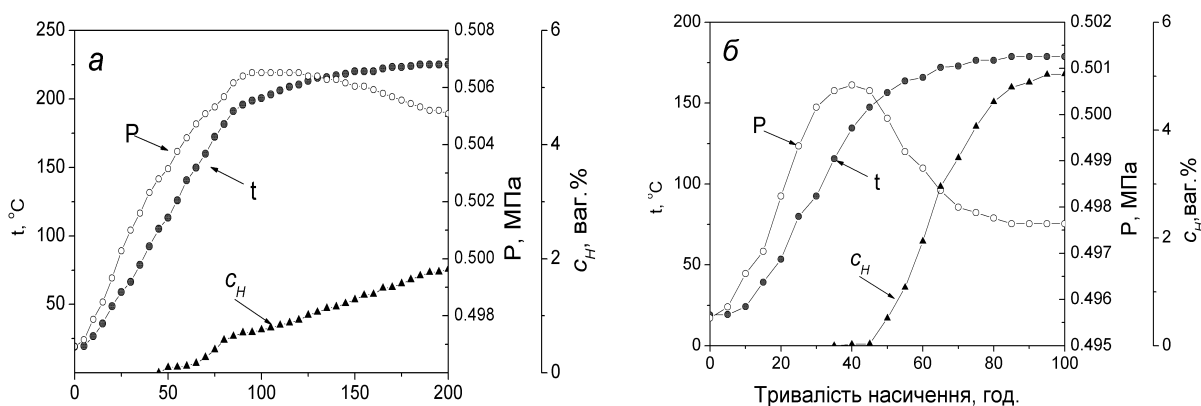 а
250
200
150
100
50
t, °C
0 50 100 150 200
P
t
c_H
0.508
0.506
0.504
0.502
0.500
0.498
P, МПа
6
4
2
0
c_H, ваг.%
б
200
150
100
50
0
t, °C
0 20 40 60 80 100
P
t
c_H
0.502
0.501
0.500
0.499
0.498
0.497
0.496
0.495
P, МПа
6
4
2
0
c_H, ваг.%
Тривалість насичення, год.